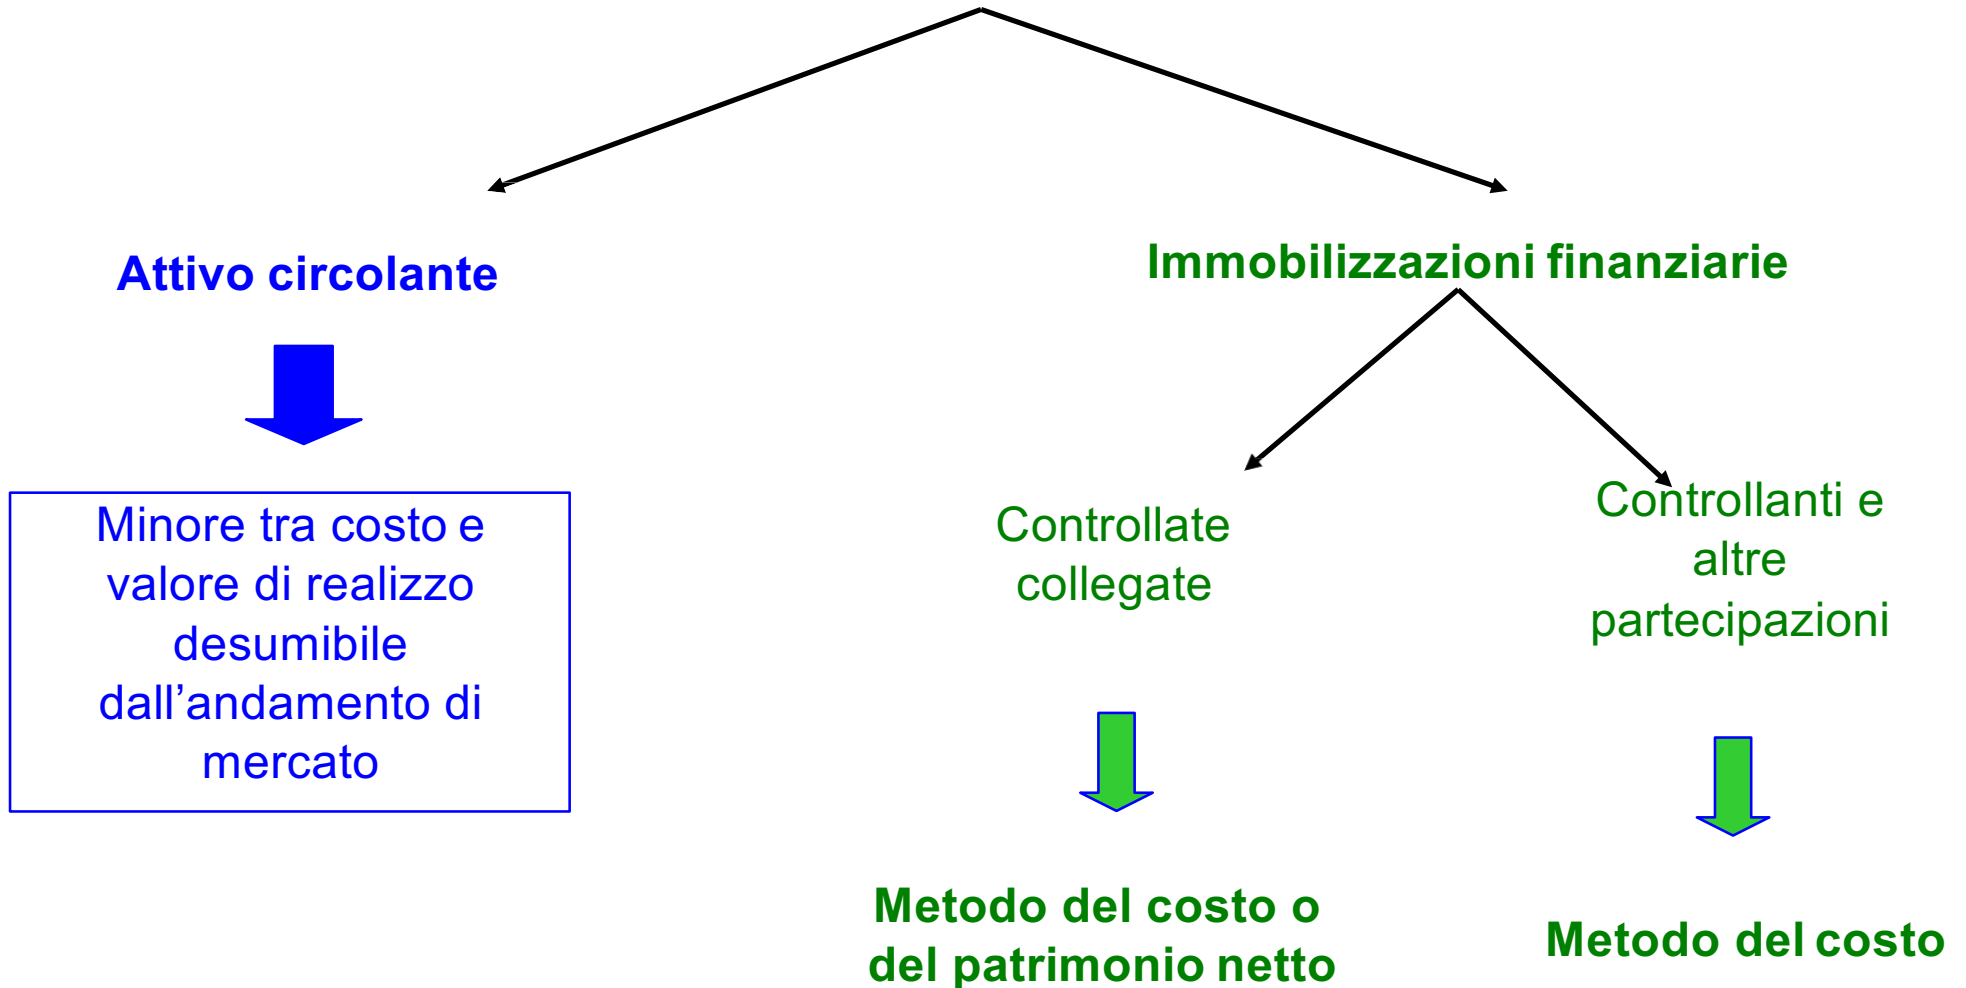 Attivo circolante
Immobilizzazioni finanziarie
Minore tra costo e
valore di realizzo
desumibile
dall’andamento di
mercato
Controllate
collegate
Controllanti e
altre
partecipazioni
Metodo del costo o
del patrimonio netto
Metodo del costo